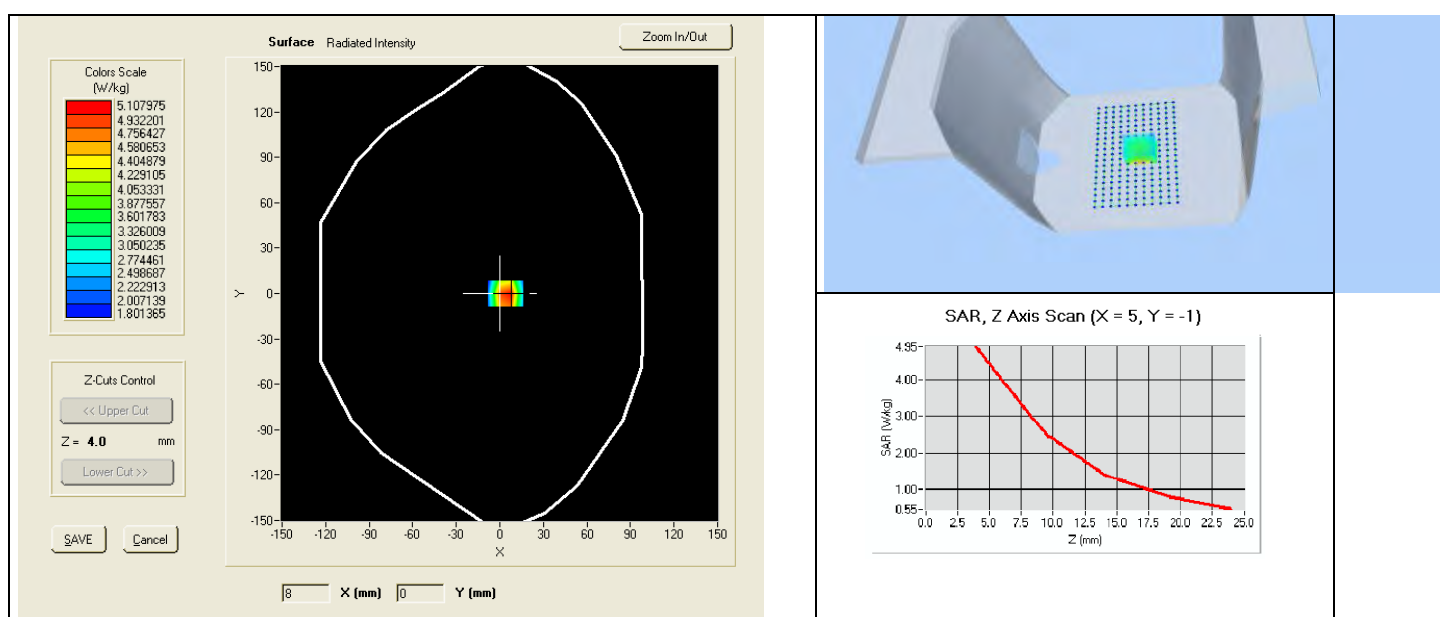 Surface Radiated Intensity
Zoom In/Out
Colors Scale
(W/kg)
5.107975
4.932201
4.756427
4.580653
4.404879
4.229105
4.053331
3.877557
3.601783
3.326009
3.050235
2.774461
2.498687
2.222913
2.007139
1.801365
Z-Cuts Control
<< Upper Cut
Z = 4.0 mm
Lower Cut >>
SAVE Cancel
150
120
90
60
30
0
-30
-60
-90
-120
-150
Y
-150 -120 -90 -60 -30 0 30 60 90 120 150
X
8 X (mm) 0 Y (mm)
SAR, Z Axis Scan (X = 5, Y = -1)
4.95
4.00
3.00
2.00
1.00
0.55
SAR (W/kg)
0.0 2.5 5.0 7.5 10.0 12.5 15.0 17.5 20.0 22.5 25.0
Z (mm)